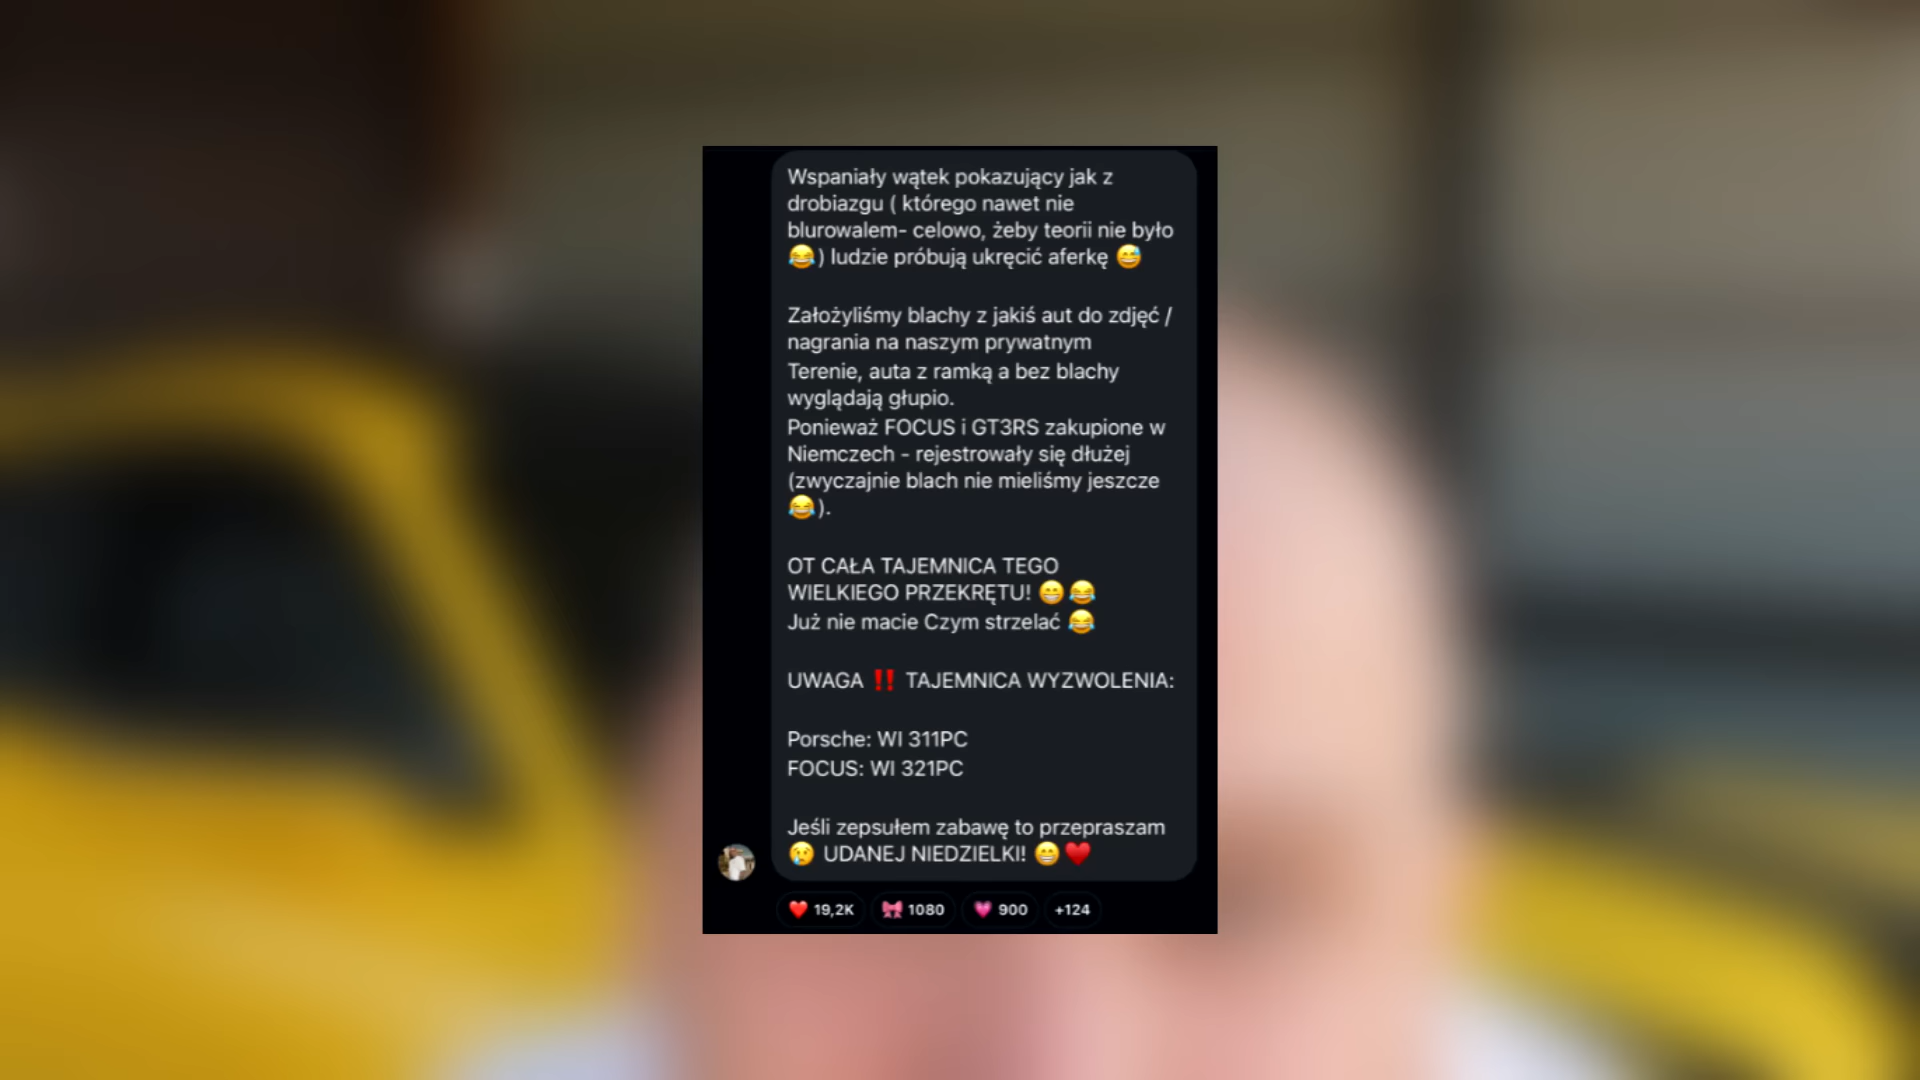 Wspaniały wątek pokazujący jak z
drobiazgu ( którego nawet nie
blurowalem- celowo, żeby teorii nie było
😂) ludzie próbują ukręcić aferkę 😅
Założyliśmy blachy z jakiś aut do zdjęć /
nagrania na naszym prywatnym
Terenie, auta z ramką a bez blachy
wyglądają głupio.
Ponieważ FOCUS i GT3RS zakupione w
Niemczech - rejestrowały się dłużej
(zwyczajnie blach nie mieliśmy jeszcze
😂).
OT CAŁA TAJEMNICA TEGO
WIELKIEGO PRZEKRĘTU! 😁😂
Już nie macie Czym strzelać 😂
UWAGA ‼️ TAJEMNICA WYZWOLENIA:
Porsche: WI 311PC
FOCUS: WI 321PC
Jeśli zepsułem zabawę to przepraszam
😢 UDANEJ NIEDZIELKI! 😁❤️
❤️ 19,2K 🎀 1080 💗 900 +124